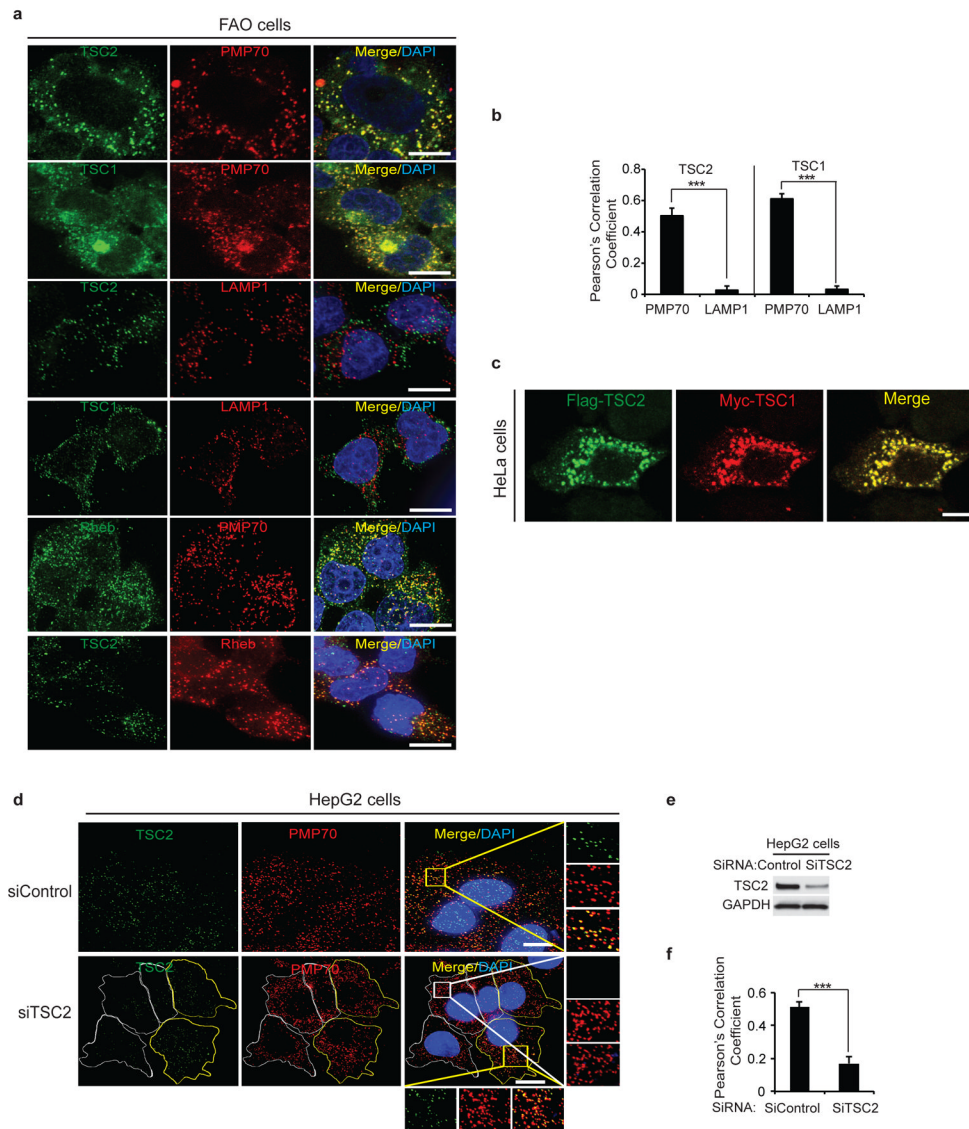 a
FAO cells
TSC2 PMP70 Merge/DAPI
TSC1 PMP70 Merge/DAPI
TSC2 LAMP1 Merge/DAPI
TSC1 LAMP1 Merge/DAPI
Rheb PMP70 Merge/DAPI
TSC2 Rheb Merge/DAPI
b
Pearson's Correlation
Coefficient
TSC2 TSC1
*** ***
0.8
0.6
0.4
0.2
0
PMP70 LAMP1 PMP70 LAMP1
c
HeLa cells
Flag-TSC2 Myc-TSC1 Merge
d
HepG2 cells
siControl
TSC2 PMP70 Merge/DAPI
siTSC2
TSC2 PMP70 Merge/DAPI
e
HepG2 cells
SiRNA:Control SiTSC2
TSC2
GAPDH
f
Pearson's Correlation
Coefficient
***
0.6
0.4
0.2
0
SiRNA: SiControl SiTSC2